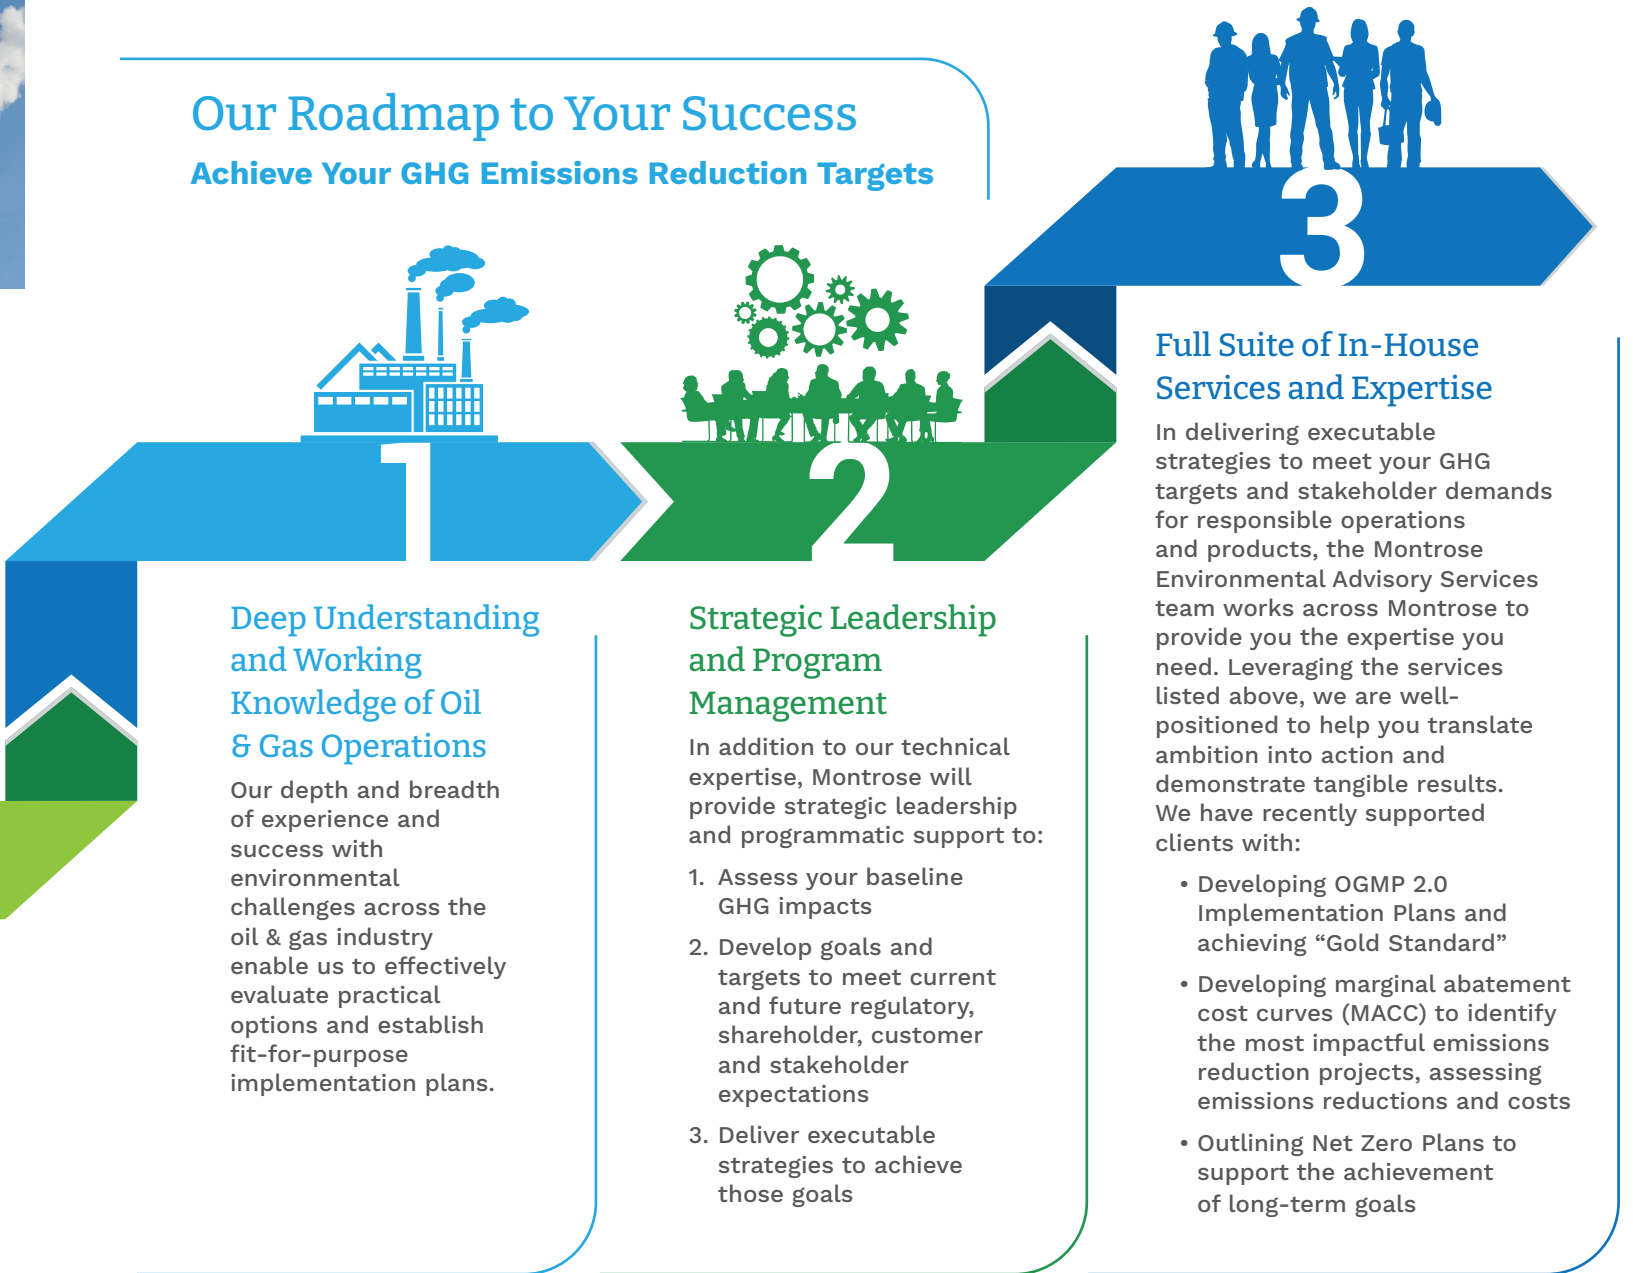 Our Roadmap to Your Success
Achieve Your GHG Emissions Reduction Targets
1
Deep Understanding
and Working
Knowledge of Oil
& Gas Operations
Our depth and breadth
of experience and
success with
environmental
challenges across the
oil & gas industry
enable us to effectively
evaluate practical
options and establish
fit-for-purpose
implementation plans.
2
Strategic Leadership
and Program
Management
In addition to our technical
expertise, Montrose will
provide strategic leadership
and programmatic support to:
1. Assess your baseline
GHG impacts
2. Develop goals and
targets to meet current
and future regulatory,
shareholder, customer
and stakeholder
expectations
3. Deliver executable
strategies to achieve
those goals
3
Full Suite of In-House
Services and Expertise
In delivering executable
strategies to meet your GHG
targets and stakeholder demands
for responsible operations
and products, the Montrose
Environmental Advisory Services
team works across Montrose to
provide you the expertise you
need. Leveraging the services
listed above, we are well-
positioned to help you translate
ambition into action and
demonstrate tangible results.
We have recently supported
clients with:
• Developing OGMP 2.0
Implementation Plans and
achieving “Gold Standard”
• Developing marginal abatement
cost curves (MACC) to identify
the most impactful emissions
reduction projects, assessing
emissions reductions and costs
• Outlining Net Zero Plans to
support the achievement
of long-term goals